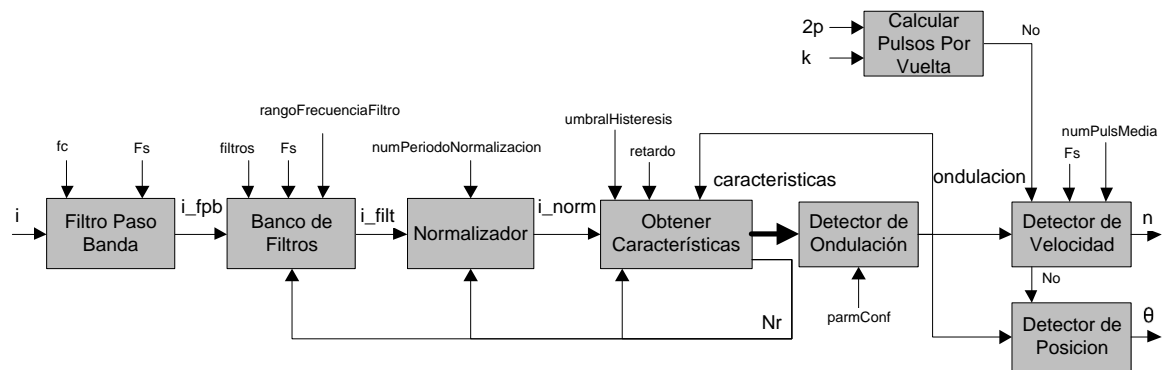 2p
k
Calcular
Pulsos Por
Vuelta
No
rangoFrecuenciaFiltro
umbralHisteresis
numPulsMedia
fc
Fs
filtros
Fs
numPeriodoNormalizacion
retardo
Fs
caracteristicas
ondulacion
i
Filtro Paso
Banda
i_fpb
Banco de
Filtros
i_filt
Normalizador
i_norm
Obtener
Características
Detector de
Ondulación
Detector de
Velocidad
n
No
Nr
parmConf
Detector de
Posicion
θ